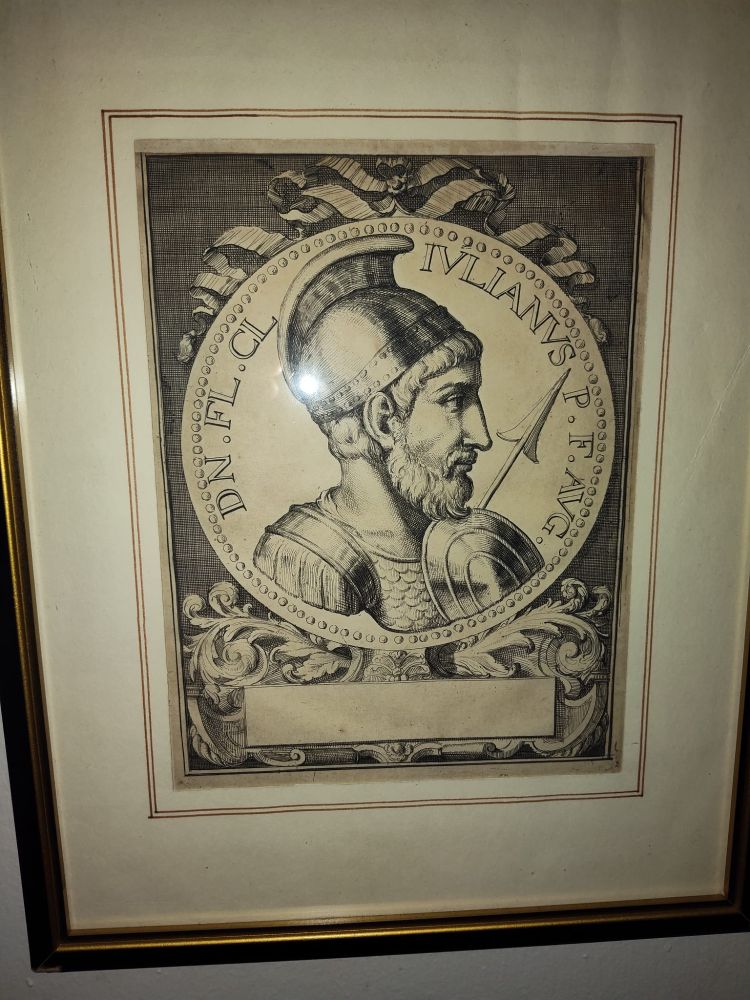 DN . FL . CL IVLIANVS P . F . AVG .